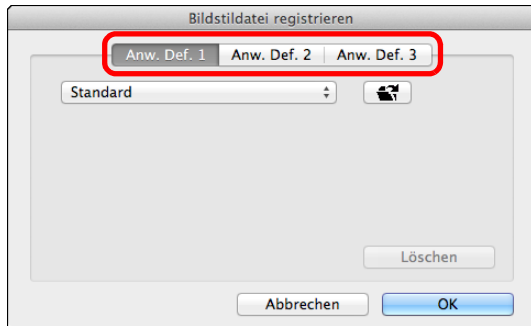 Bildstildatei registrieren
Anw. Def. 1 Anw. Def. 2 Anw. Def. 3
Standard
Löschen
Abbrechen OK